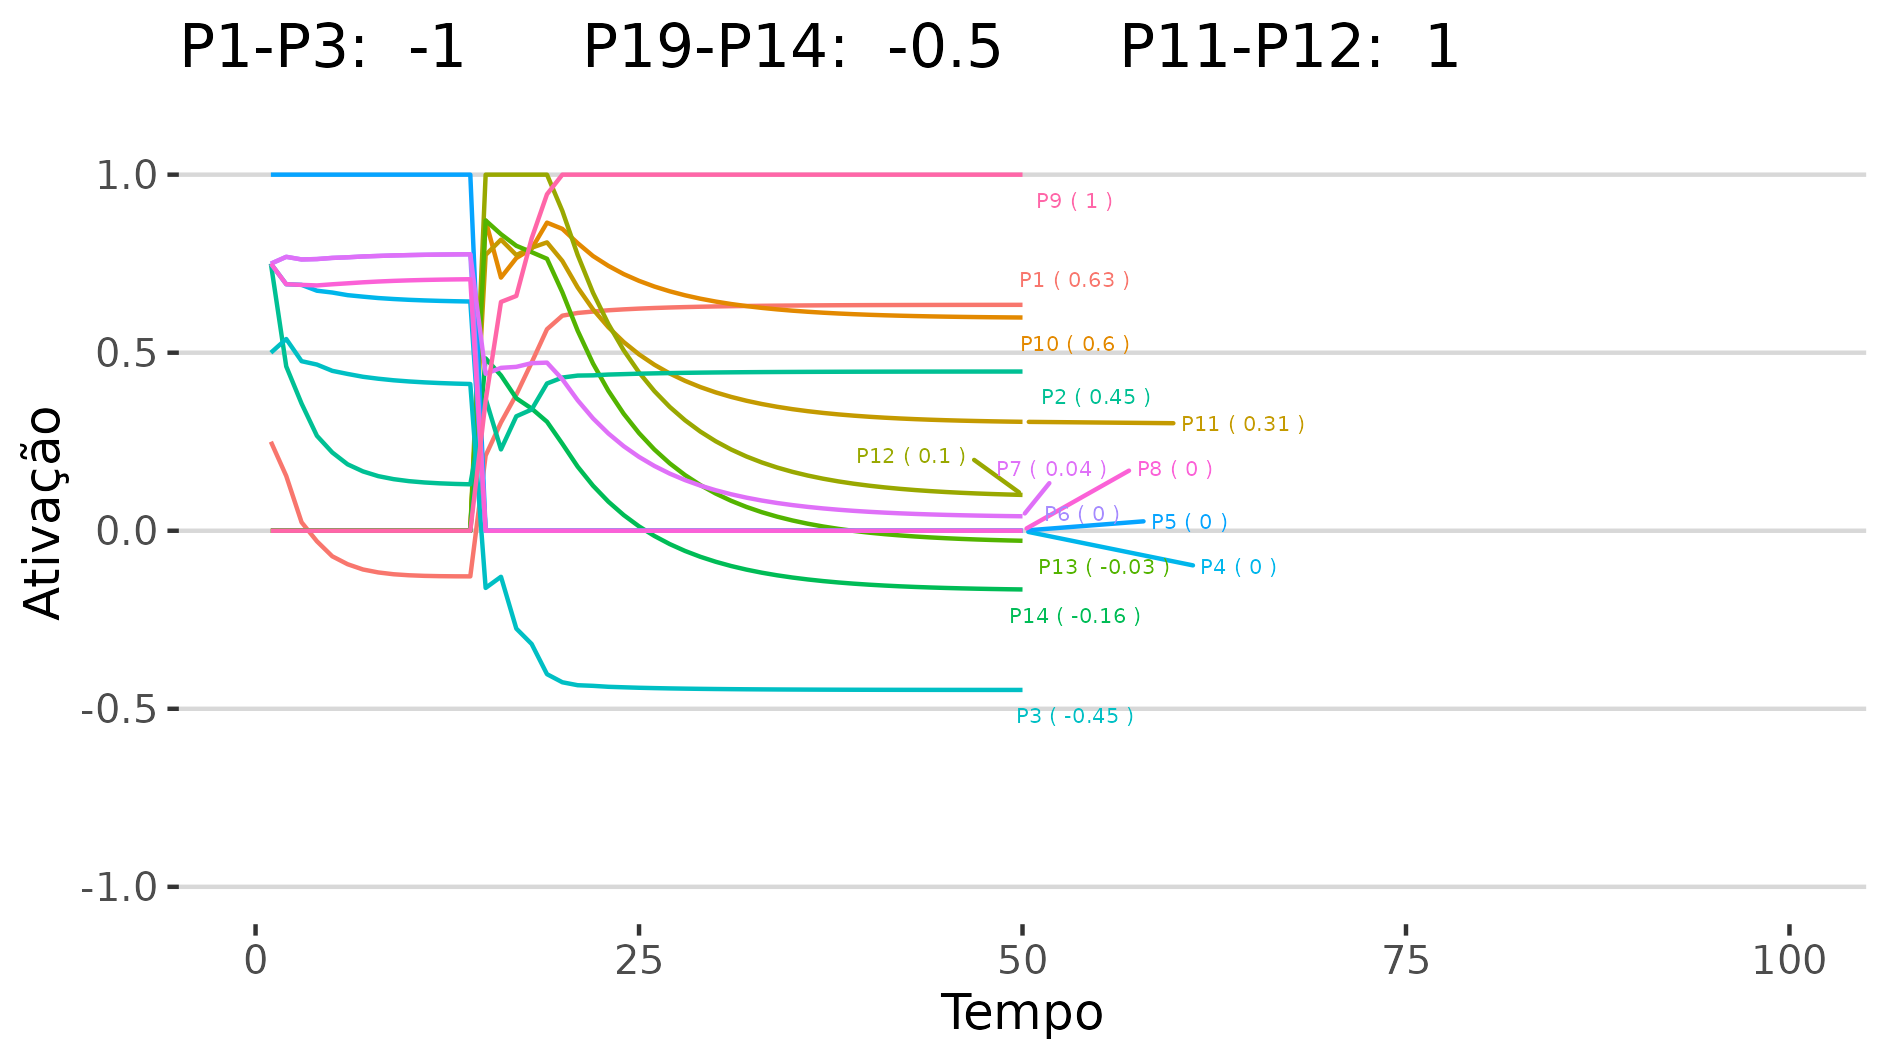 P1-P3:  -1  P19-P14:  -0.5  P11-P12:  1
1.0
P9 ( 1 )
P1 ( 0.63 )
P10 ( 0.6 )
0.5
P2 ( 0.45 )
P11 ( 0.31 )
P12 ( 0.1 )
P7 ( 0.04 )
P8 ( 0 )
P6 ( 0 )
P5 ( 0 )
0.0
P13 ( -0.03 )
P4 ( 0 )
P14 ( -0.16 )
-0.5
P3 ( -0.45 )
-1.0
Ativação
0 25 50 75 100
Tempo